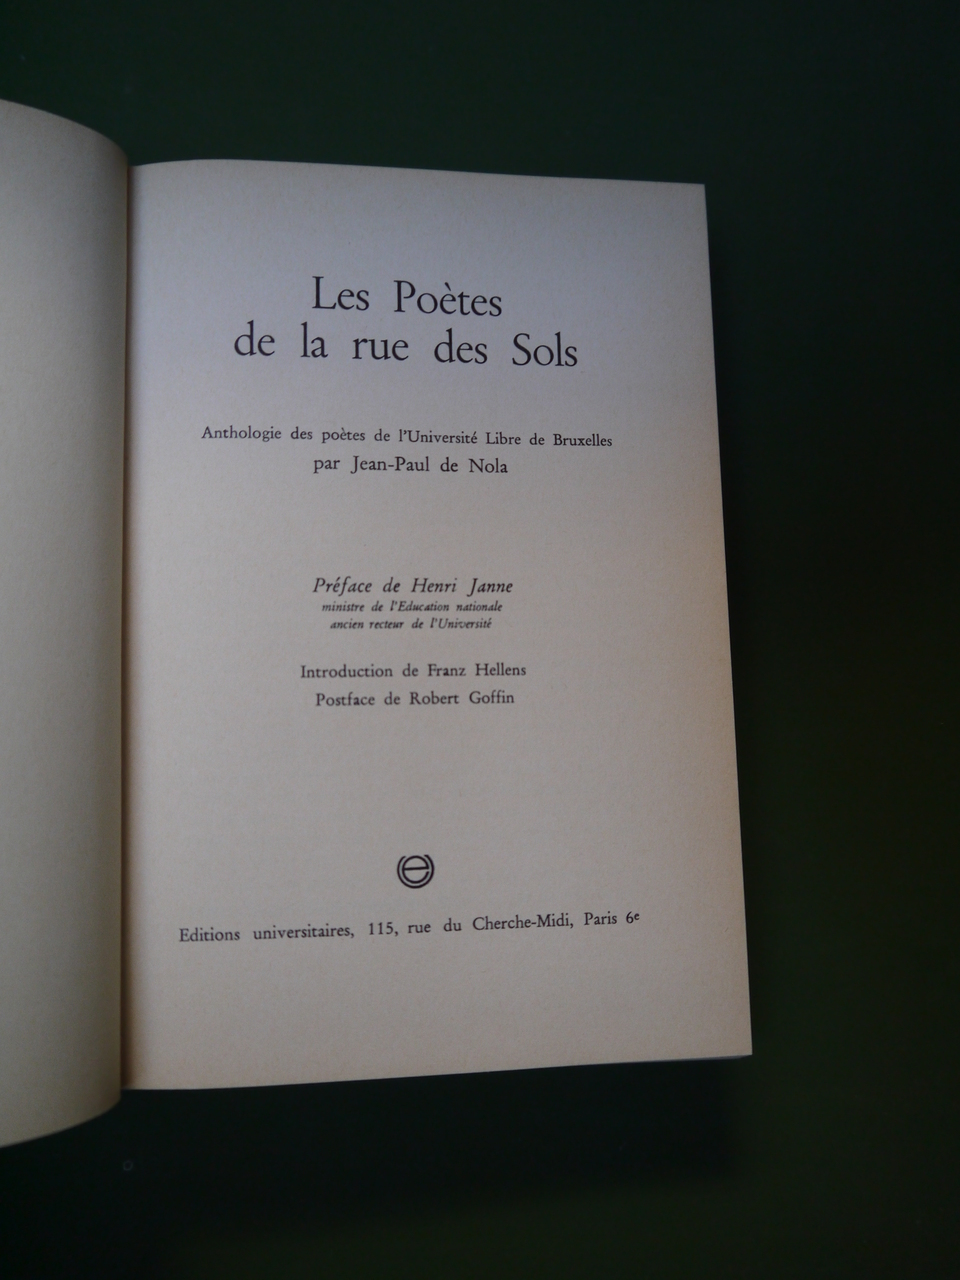 Les Poètes
de la rue des Sols
Anthologie des poètes de l'Université Libre de Bruxelles
par Jean-Paul de Nola
Préface de Henri Janne
ministre de l'Education nationale
ancien recteur de l'Université
Introduction de Franz Hellens
Postface de Robert Goffin
e
Editions universitaires, 115, rue du Cherche-Midi, Paris 6e